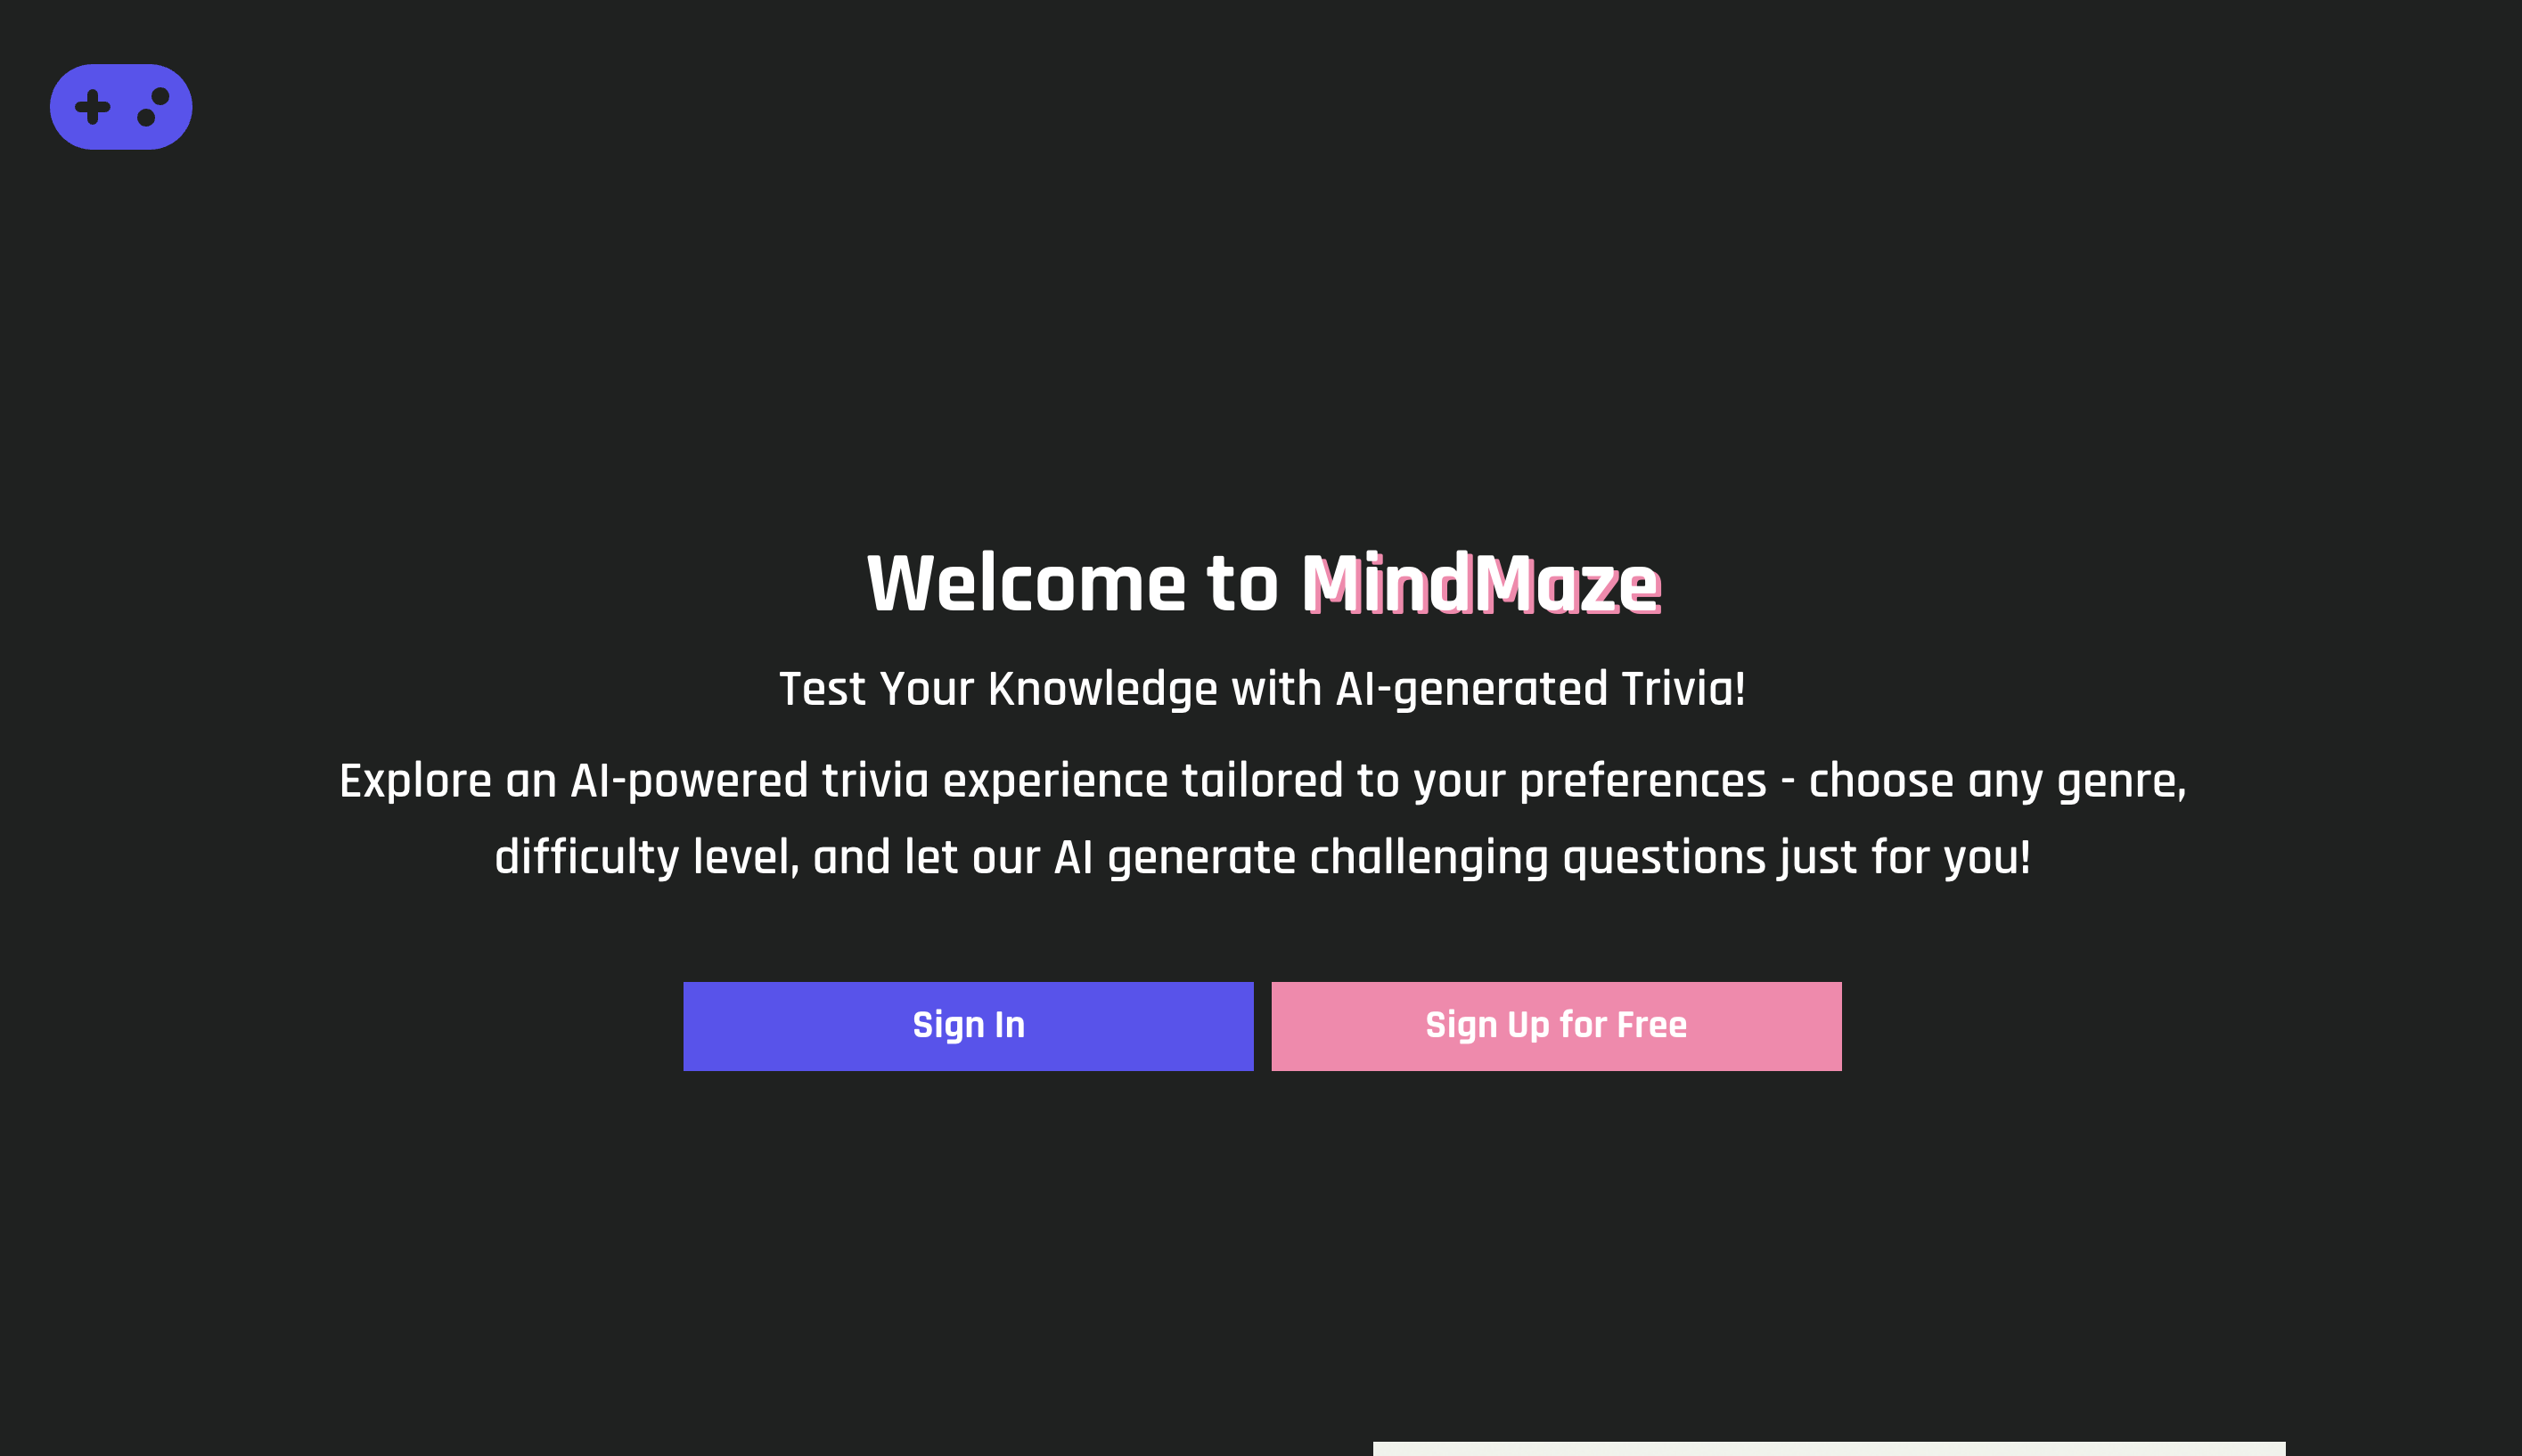 Welcome to MindMaze
Test Your Knowledge with AI-generated Trivia!
Explore an AI-powered trivia experience tailored to your preferences - choose any genre,
difficulty level, and let our AI generate challenging questions just for you!
Sign In
Sign Up for Free